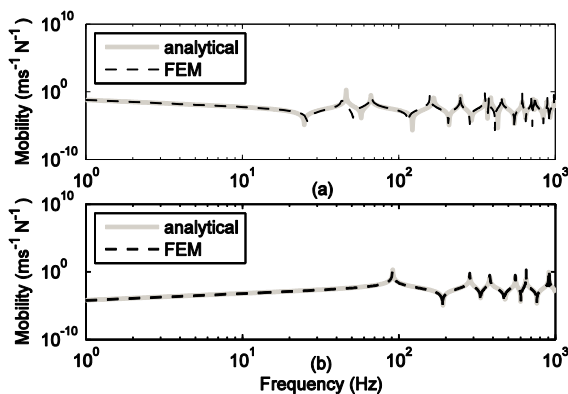 10^10
10^0
10^-10
Mobility (ms^-1 N^-1)
analytical
FEM
10^0 10^1 10^2 10^3
(a)
10^10
10^0
10^-10
Mobility (ms^-1 N^-1)
analytical
FEM
10^0 10^1 10^2 10^3
(b)
Frequency (Hz)